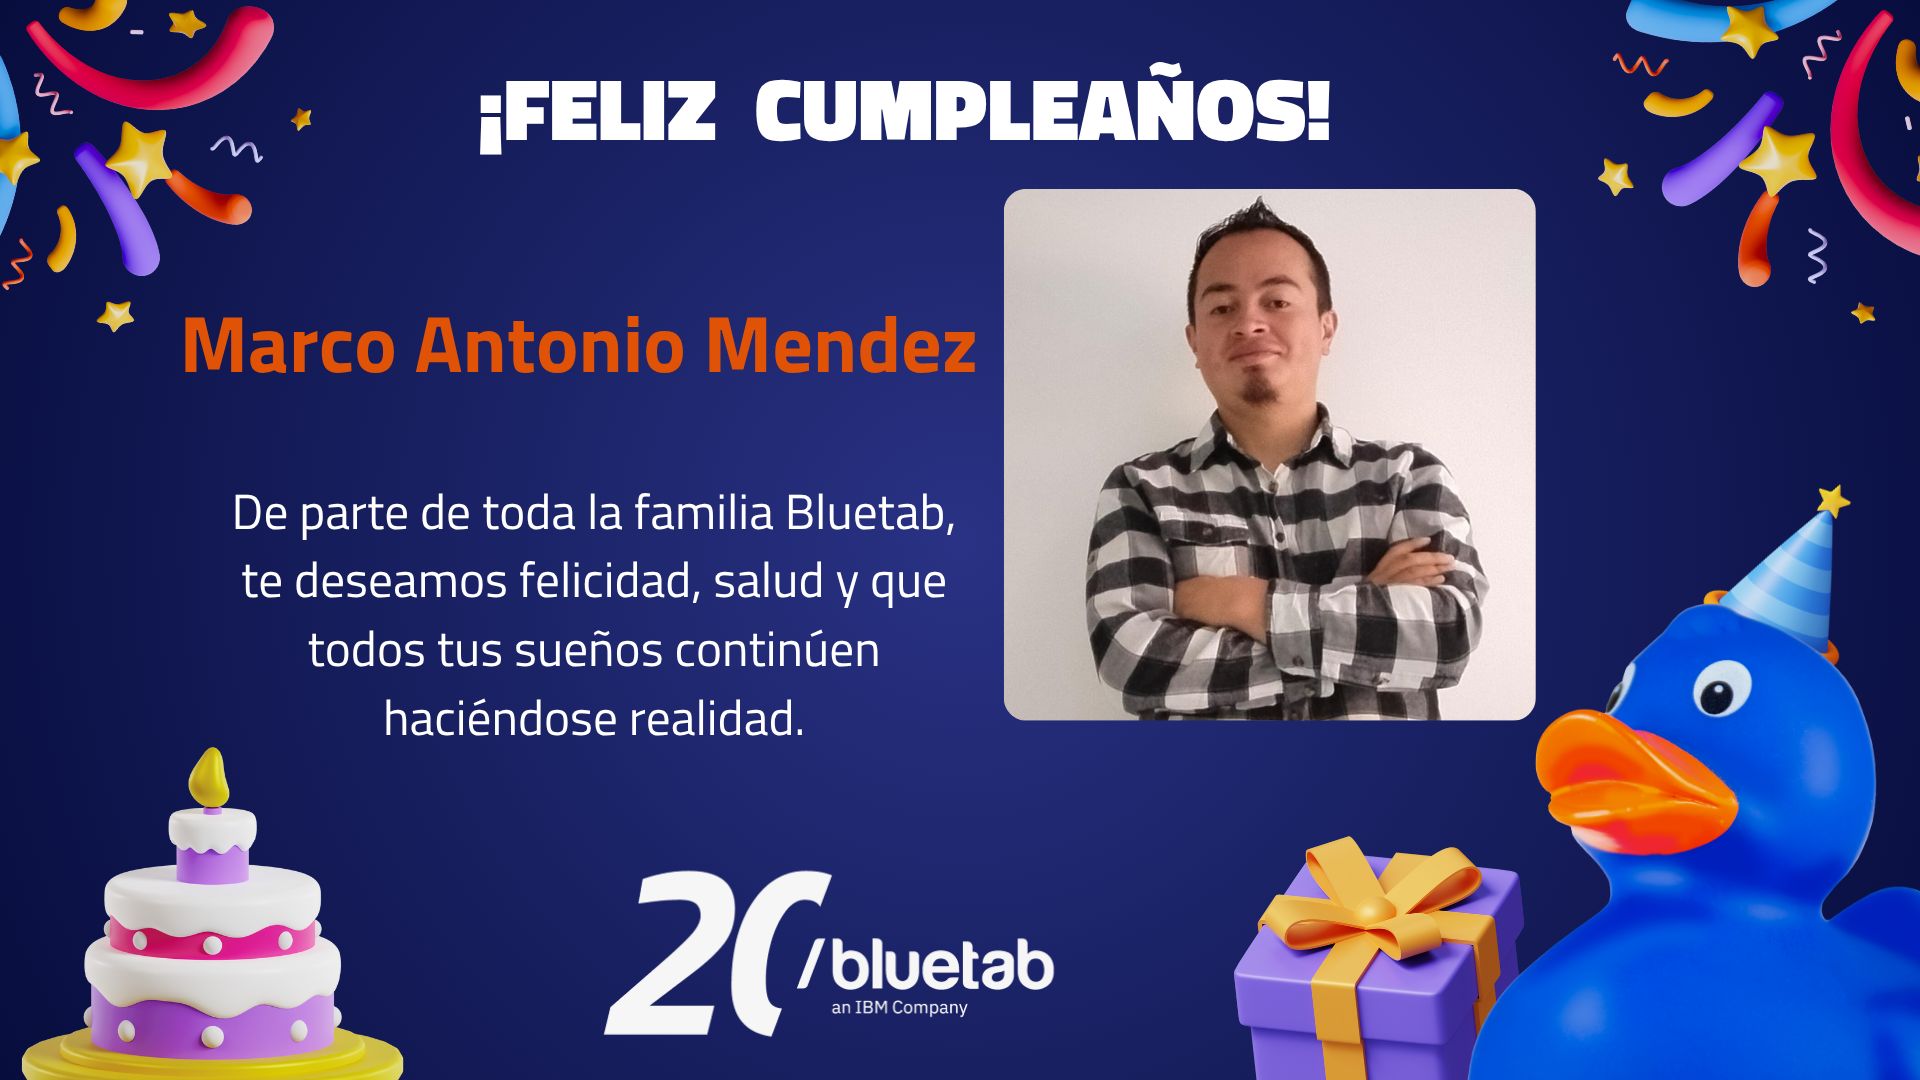 ¡FELIZ CUMPLEAÑOS!
Marco Antonio Mendez
De parte de toda la familia Bluetab,
te deseamos felicidad, salud y que
todos tus sueños continúen
haciéndose realidad.
20/bluetab
an IBM Company